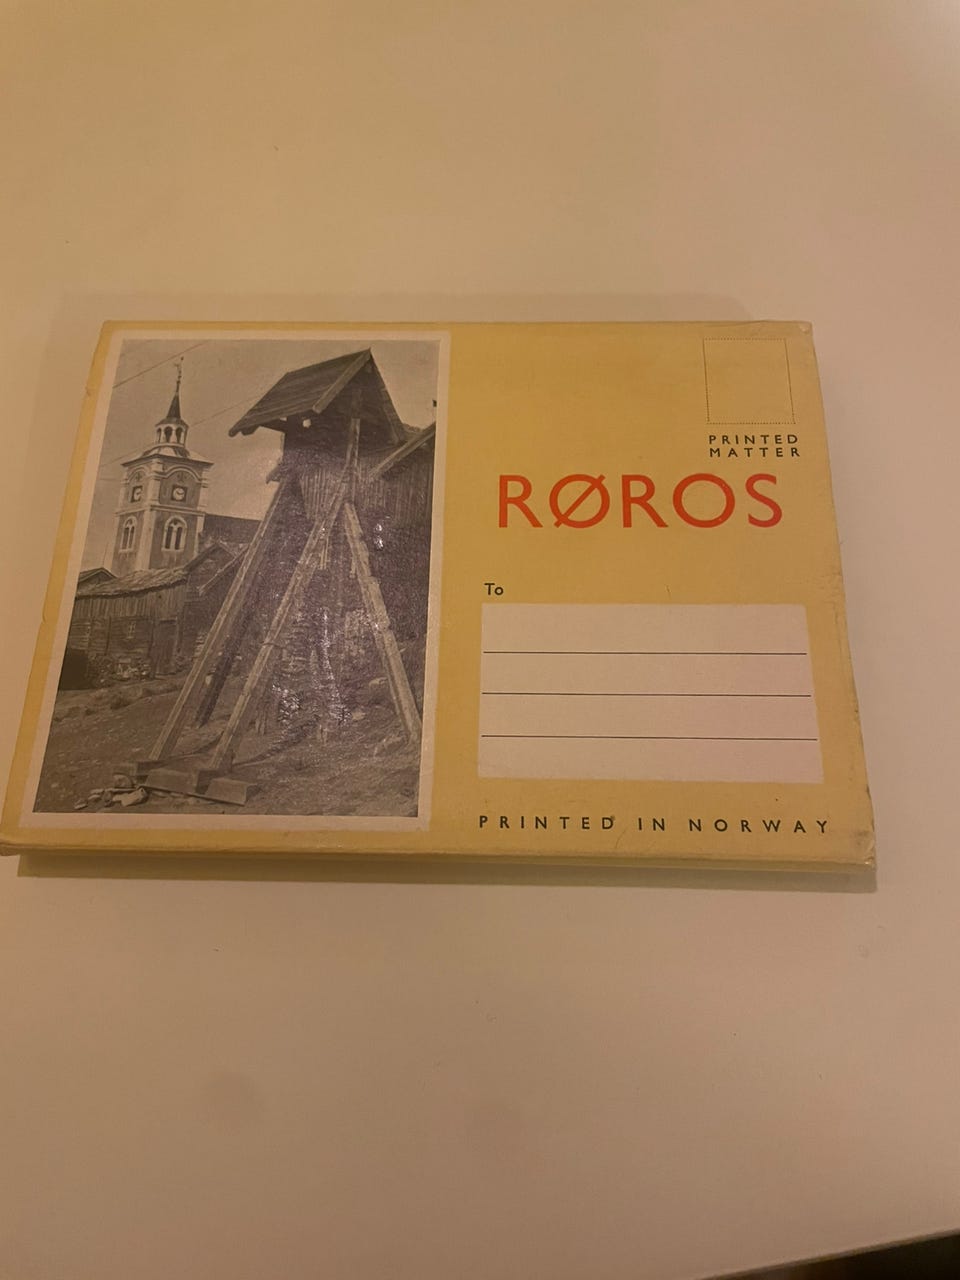 PRINTED
MATTER
RØROS
To
PRINTED IN NORWAY